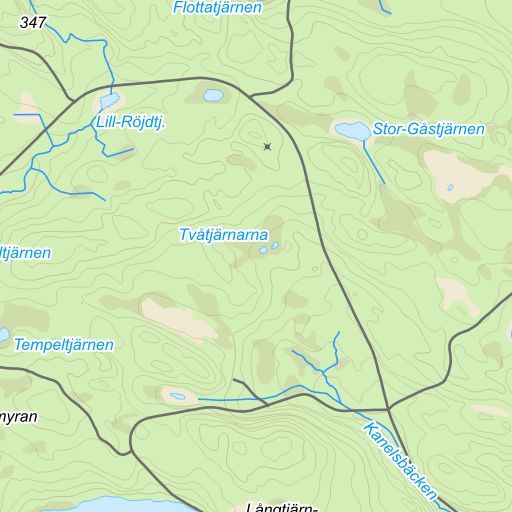 Flottatjärnen
347
Lill-Röjdtj.
Stor-Gåstjärnen
Tvåtjärnarna
ltjärnen
Tempeltjärnen
nyran
Kanelsbäcken
Långtjärn-